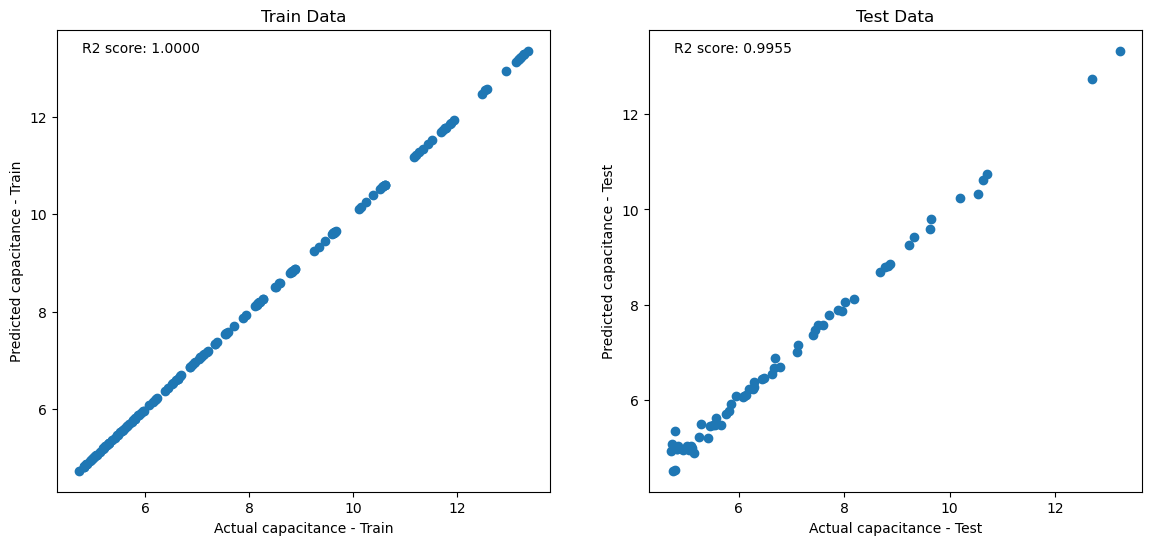 Train Data
R2 score: 1.0000
12
10
8
6
Predicted capacitance - Train
6 8 10 12
Actual capacitance - Train
Test Data
R2 score: 0.9955
12
10
8
6
Predicted capacitance - Test
6 8 10 12
Actual capacitance - Test